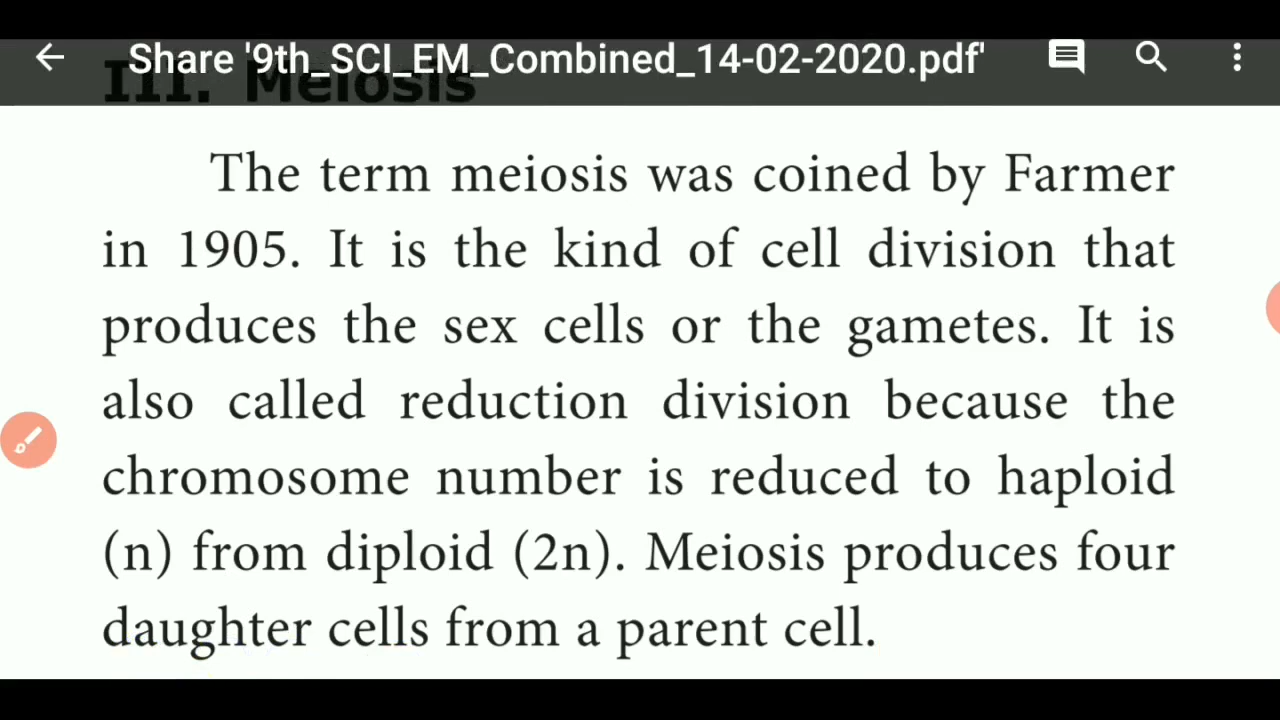 Share '9th_SCI_EM_Combined_14-02-2020.pdf'
III. Meiosis
The term meiosis was coined by Farmer
in 1905. It is the kind of cell division that
produces the sex cells or the gametes. It is
also called reduction division because the
chromosome number is reduced to haploid
(n) from diploid (2n). Meiosis produces four
daughter cells from a parent cell.